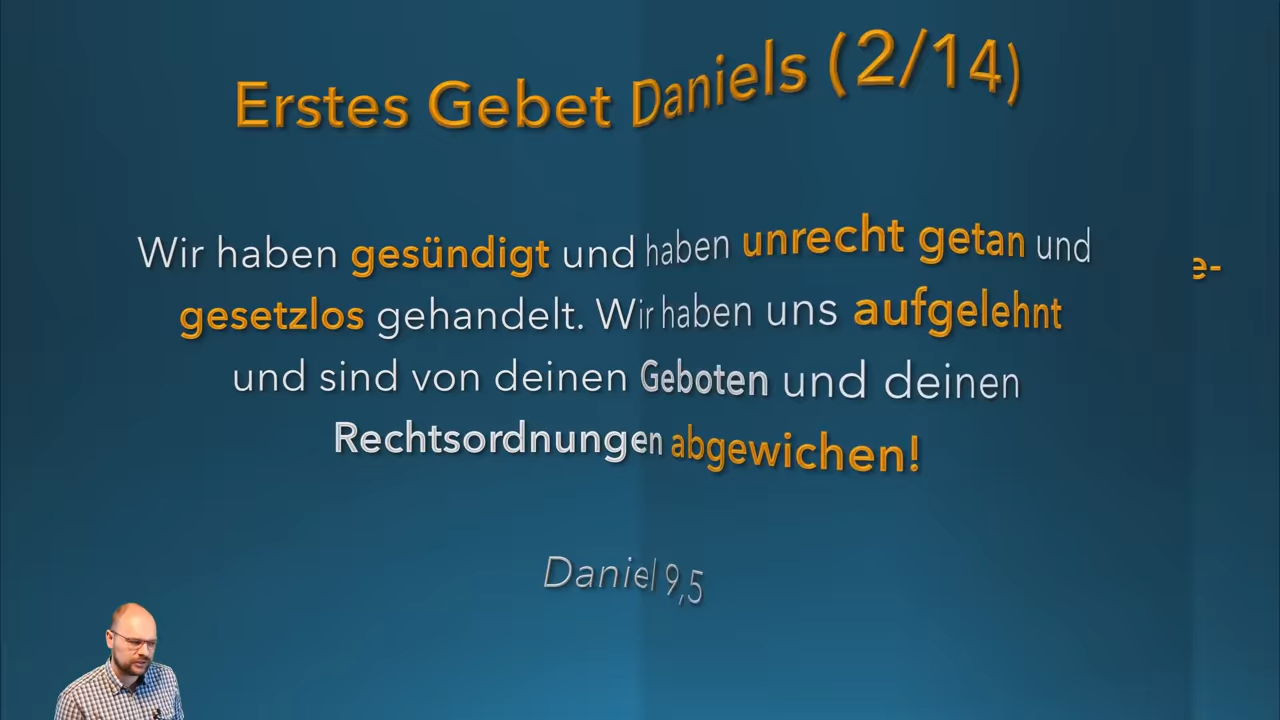 Erstes Gebet Daniels (2/14)
Wir haben gesündigt und haben unrecht getan und
gesetzlos gehandelt. Wir haben uns aufgelehnt
und sind von deinen Geboten und deinen
Rechtsordnungen abgewichen!
Daniel 9,5